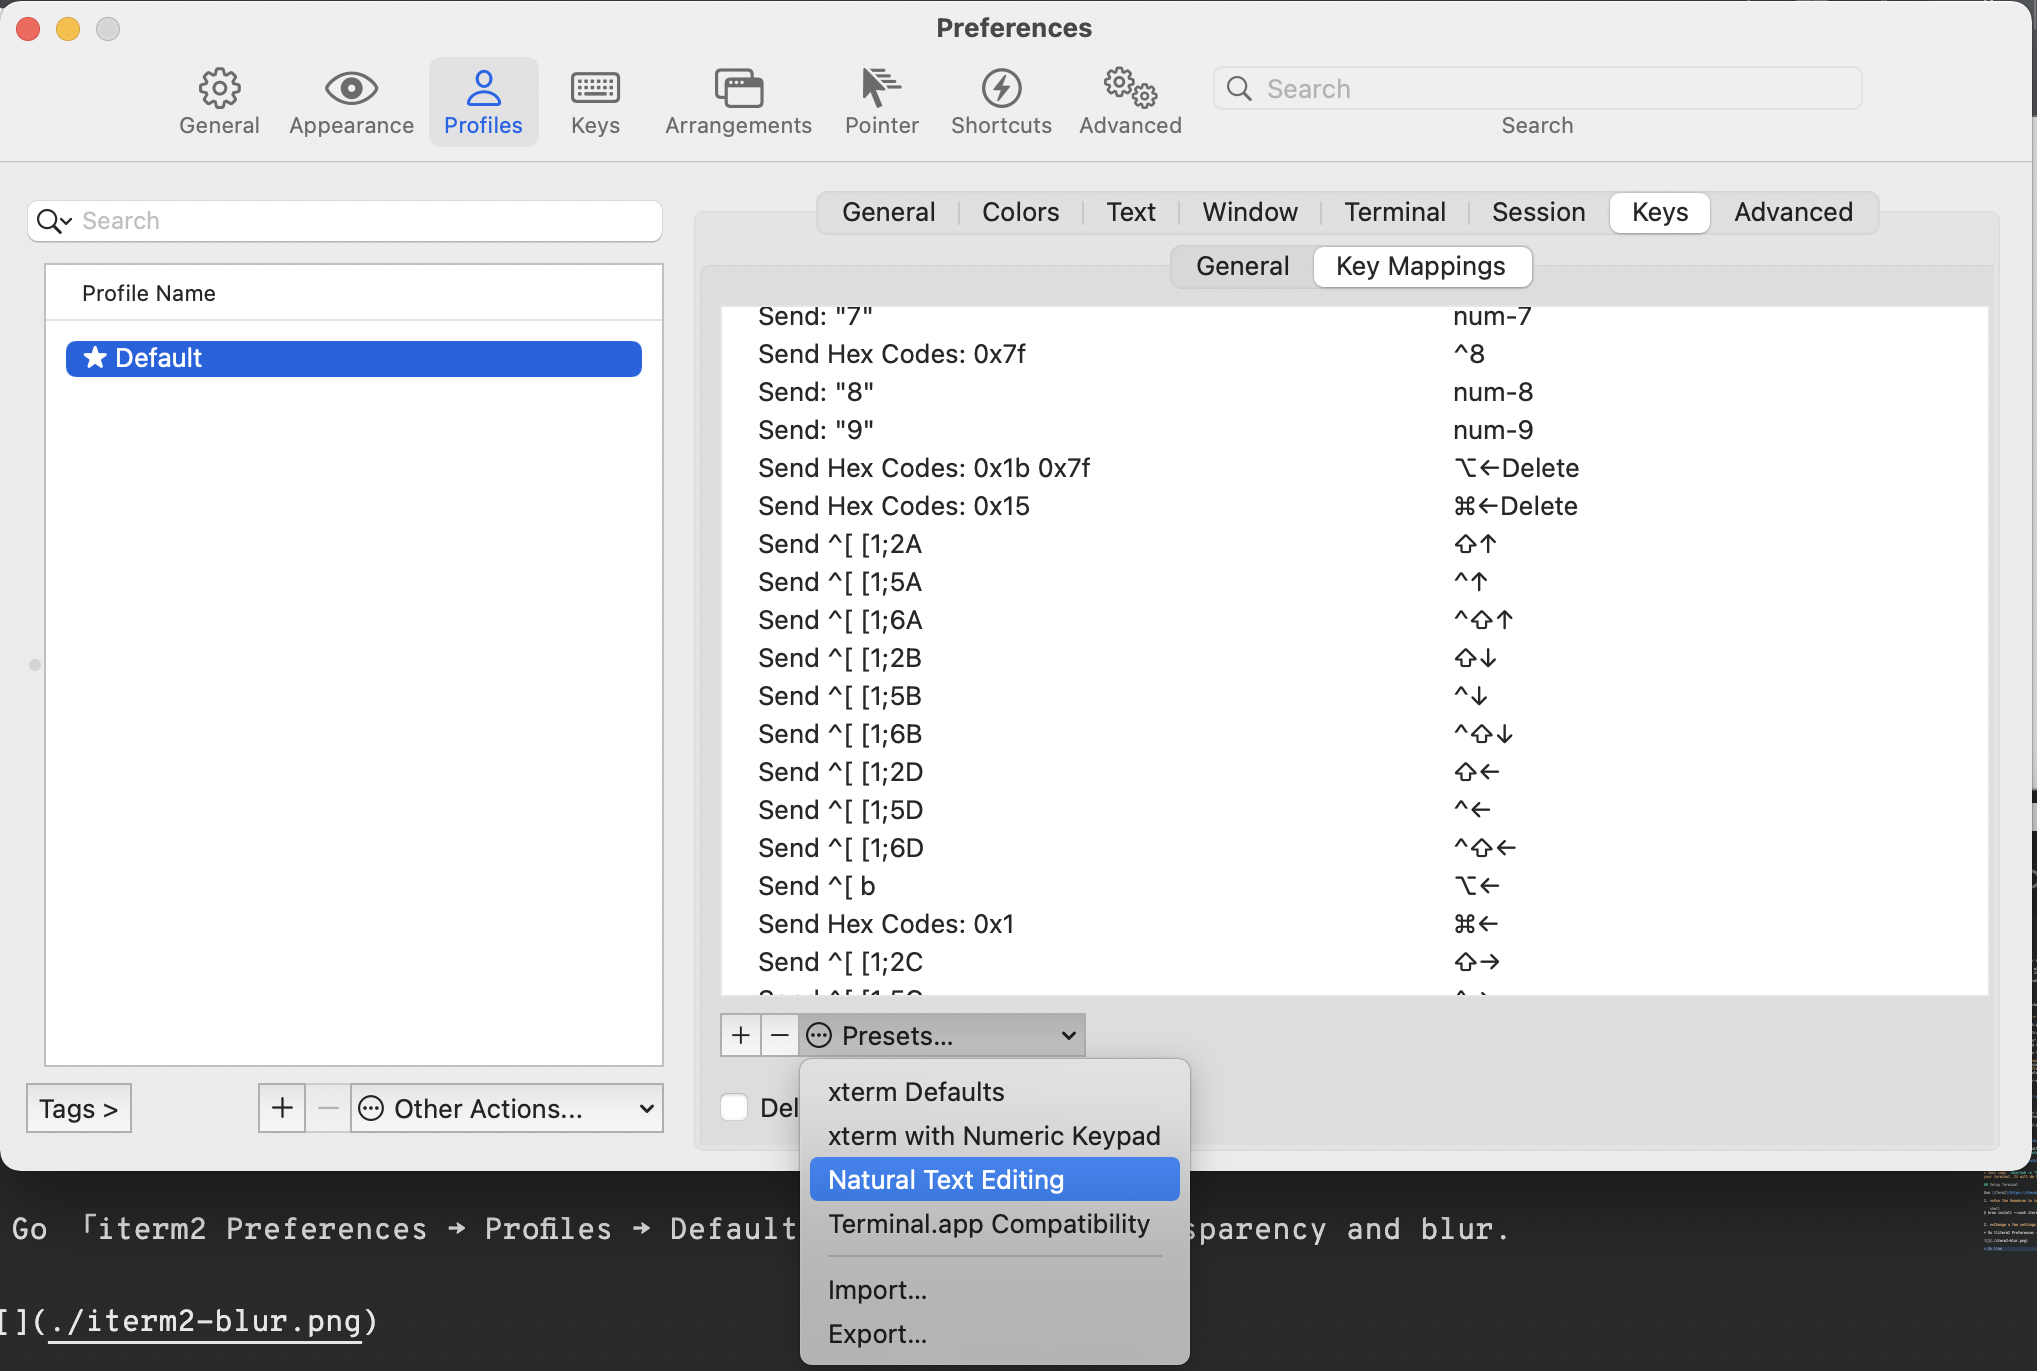 Preferences
General
Appearance
Profiles
Keys
Arrangements
Pointer
Shortcuts
Advanced
Search
Search
Search
Profile Name
★ Default
Tags >
+ − Other Actions...
General Colors Text Window Terminal Session Keys Advanced
General Key Mappings
Send: "7" num-7
Send Hex Codes: 0x7f ^8
Send: "8" num-8
Send: "9" num-9
Send Hex Codes: 0x1b 0x7f ⌥←Delete
Send Hex Codes: 0x15 ⌘←Delete
Send ^[ [1;2A ⇧↑
Send ^[ [1;5A ^↑
Send ^[ [1;6A ^⇧↑
Send ^[ [1;2B ⇧↓
Send ^[ [1;5B ^↓
Send ^[ [1;6B ^⇧↓
Send ^[ [1;2D ⇧←
Send ^[ [1;5D ^←
Send ^[ [1;6D ^⇧←
Send ^[ b ⌥←
Send Hex Codes: 0x1 ⌘←
Send ^[ [1;2C ⇧→
+ − Presets...
Del
xterm Defaults
xterm with Numeric Keypad
Natural Text Editing
Terminal.app Compatibility
Import...
Export...
Go 「iterm2 Preferences → Profiles → Default sparency and blur.
[](./iterm2-blur.png)